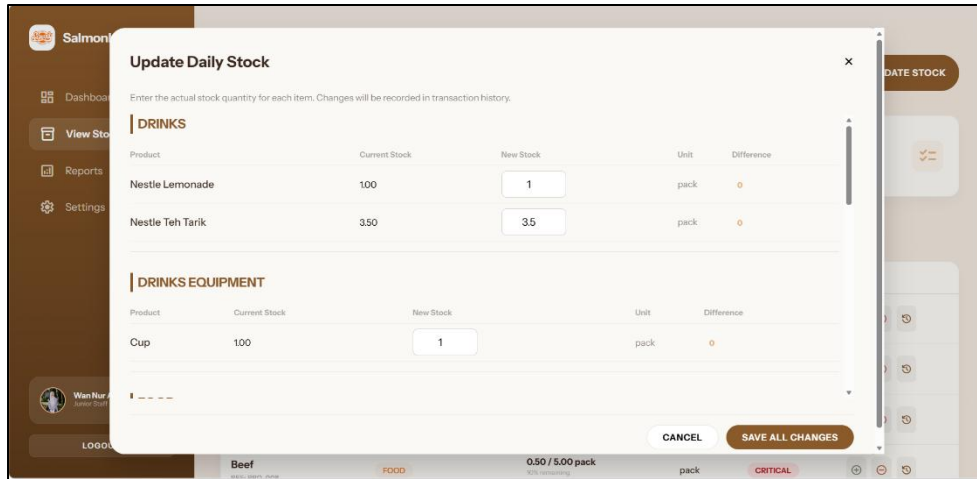 Salmonl
Dashboa
View Sto
Reports
Settings
Wan Nur A
Junior Staff
LOGOU
DATE STOCK
Update Daily Stock
×
Enter the actual stock quantity for each item. Changes will be recorded in transaction history.
DRINKS
Product Current Stock New Stock Unit Difference
Nestle Lemonade 1.00 1 pack 0
Nestle Teh Tarik 3.50 3.5 pack 0
DRINKS EQUIPMENT
Product Current Stock New Stock Unit Difference
Cup 1.00 1 pack 0
CANCEL SAVE ALL CHANGES
Beef FOOD 0.50 / 5.00 pack pack CRITICAL
10% remaining